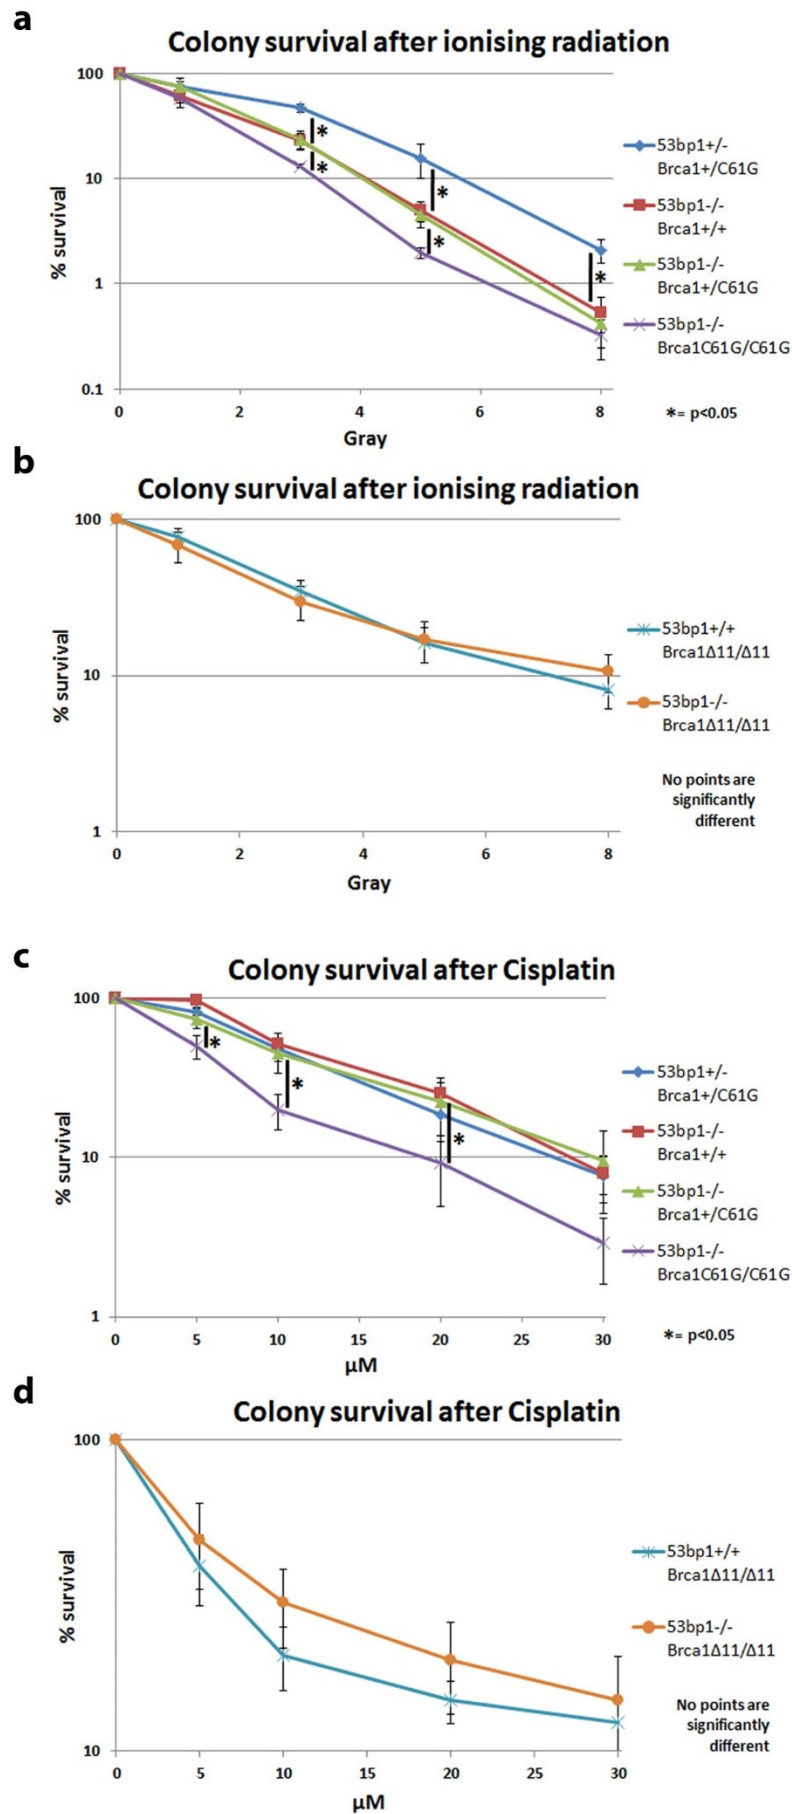 a
Colony survival after ionising radiation
100
10
1
0.1
% survival
0 2 4 6 8
Gray
*
*
*
*
*
53bp1+/-
Brca1+/C61G
53bp1-/-
Brca1+/+
53bp1-/-
Brca1+/C61G
53bp1-/-
Brca1C61G/C61G
*= p<0.05
b
Colony survival after ionising radiation
100
10
1
% survival
0 2 4 6 8
Gray
53bp1+/+
Brca1Δ11/Δ11
53bp1-/-
Brca1Δ11/Δ11
No points are
significantly
different
c
Colony survival after Cisplatin
100
10
1
% survival
0 5 10 15 20 25 30
µM
*
*
*
53bp1+/-
Brca1+/C61G
53bp1-/-
Brca1+/+
53bp1-/-
Brca1+/C61G
53bp1-/-
Brca1C61G/C61G
*= p<0.05
d
Colony survival after Cisplatin
100
10
% survival
0 5 10 15 20 25 30
µM
53bp1+/+
Brca1Δ11/Δ11
53bp1-/-
Brca1Δ11/Δ11
No points are
significantly
different